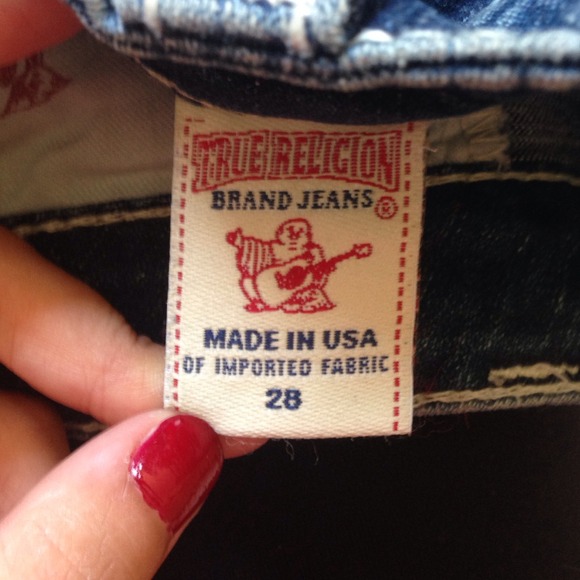 TRUE RELIGION
BRAND JEANS ®
MADE IN USA
OF IMPORTED FABRIC
28